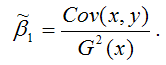 β̃₁ = Cov(x, y) / G²(x) .